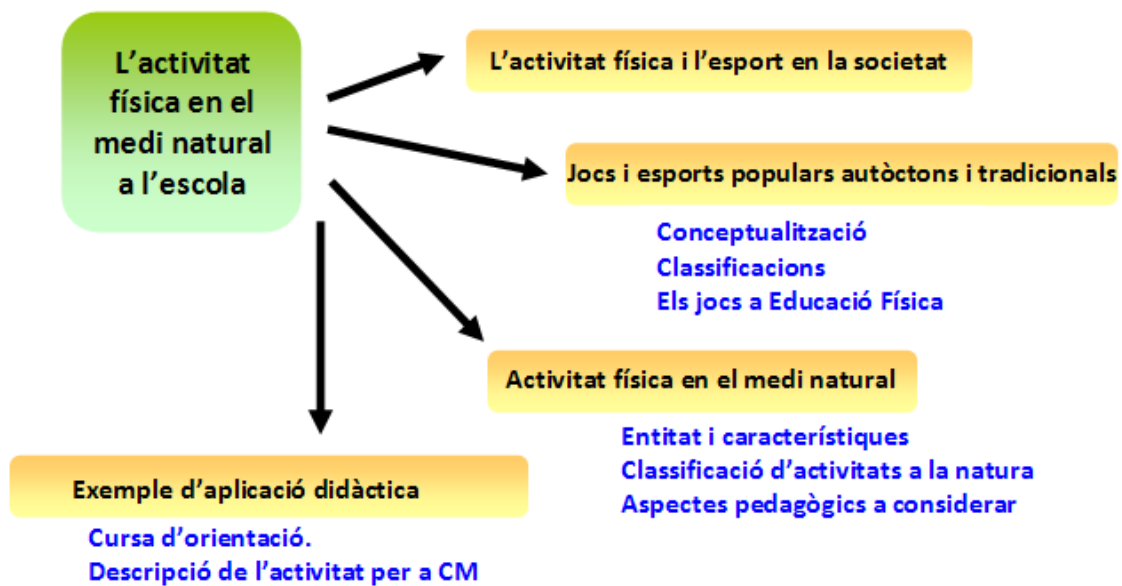 L'activitat
física en el
medi natural
a l'escola
L'activitat física i l'esport en la societat
Jocs i esports populars autòctons i tradicionals
Conceptualització
Classificacions
Els jocs a Educació Física
Activitat física en el medi natural
Entitat i característiques
Classificació d'activitats a la natura
Aspectes pedagògics a considerar
Exemple d'aplicació didàctica
Cursa d'orientació.
Descripció de l'activitat per a CM